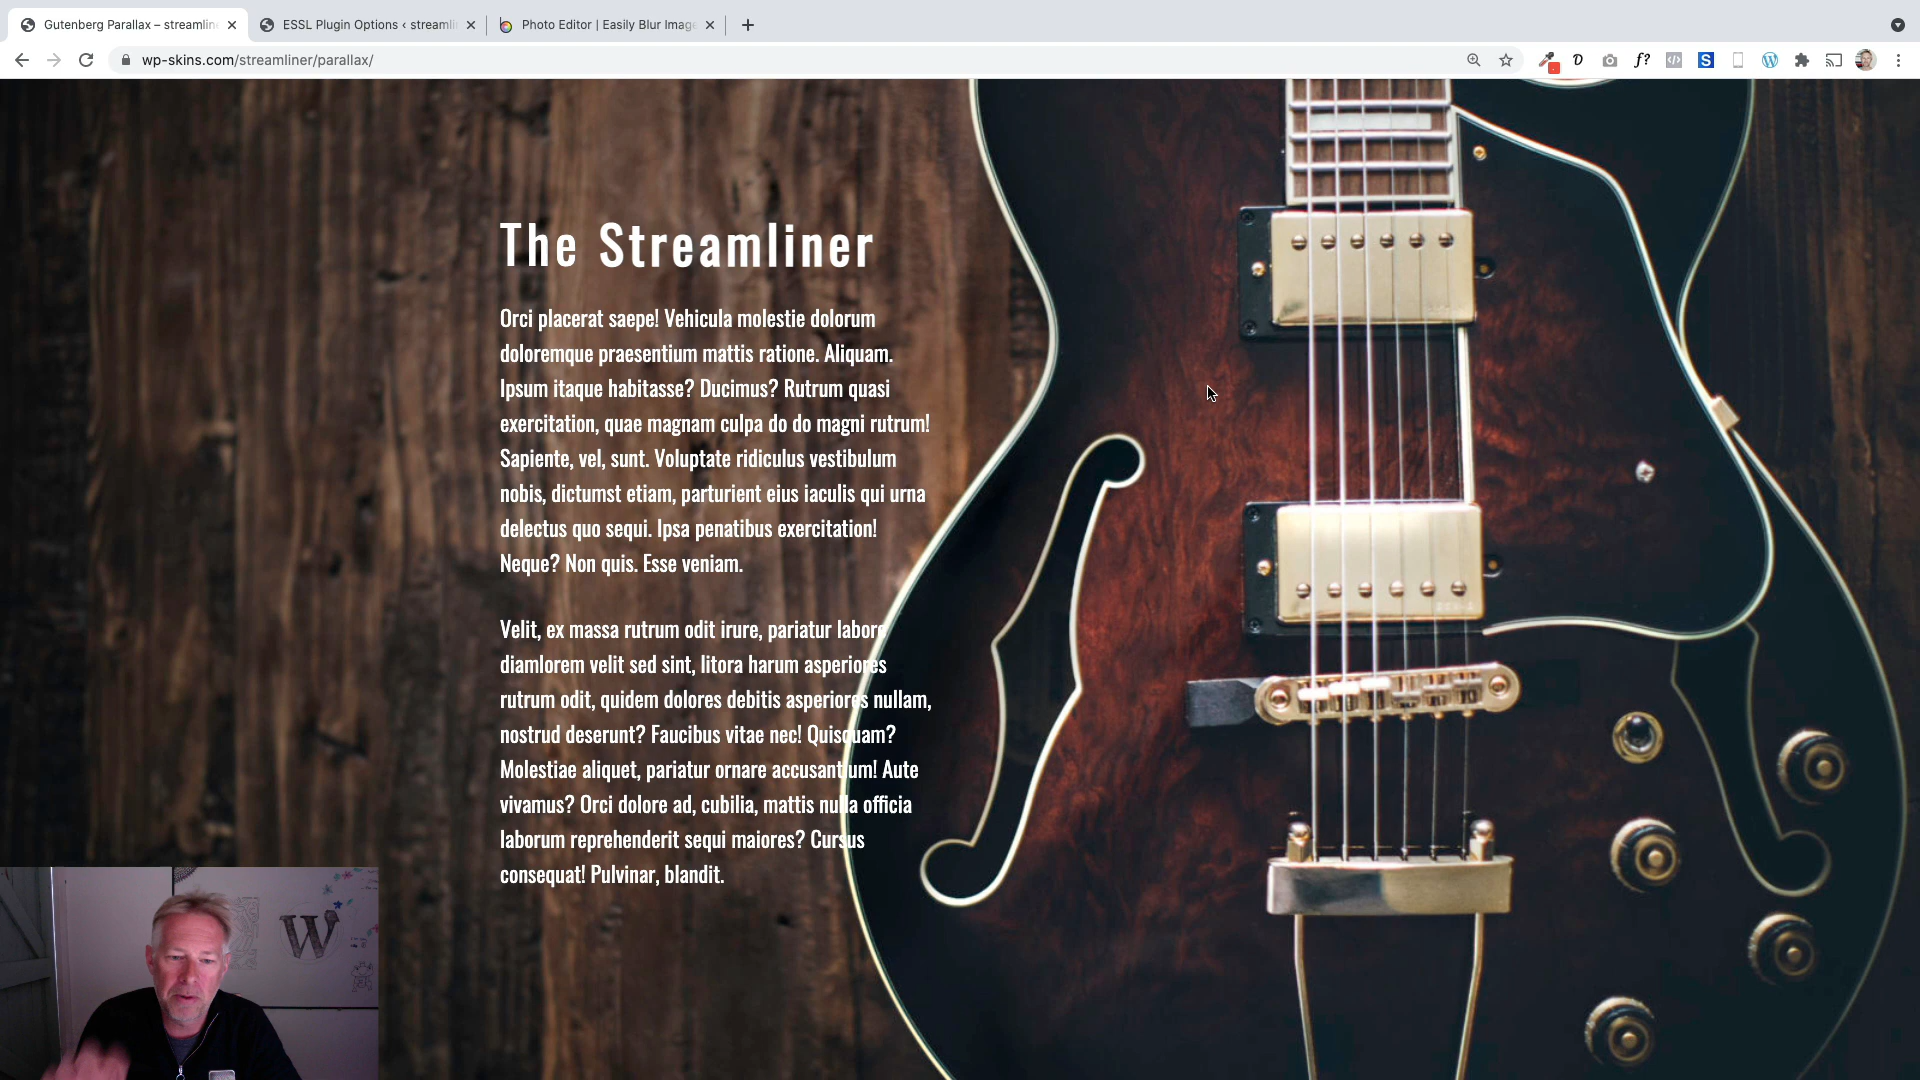 Gutenberg Parallax – streamlin
ESSL Plugin Options ‹ streamli
Photo Editor | Easily Blur Image
wp-skins.com/streamliner/parallax/
The Streamliner
Orci placerat saepe! Vehicula molestie dolorum
doloremque praesentium mattis ratione. Aliquam.
Ipsum itaque habitasse? Ducimus? Rutrum quasi
exercitation, quae magnam culpa do do magni rutrum!
Sapiente, vel, sunt. Voluptate ridiculus vestibulum
nobis, dictumst etiam, parturient eius iaculis qui urna
delectus quo sequi. Ipsa penatibus exercitation!
Neque? Non quis. Esse veniam.
Velit, ex massa rutrum odit irure, pariatur labore
diamlorem velit sed sint, litora harum asperiores
rutrum odit, quidem dolores debitis asperiores nullam,
nostrud deserunt? Faucibus vitae nec! Quisquam?
Molestiae aliquet, pariatur ornare accusantium! Aute
vivamus? Orci dolore ad, cubilia, mattis nulla officia
laborum reprehenderit sequi maiores? Cursus
consequat! Pulvinar, blandit.
W